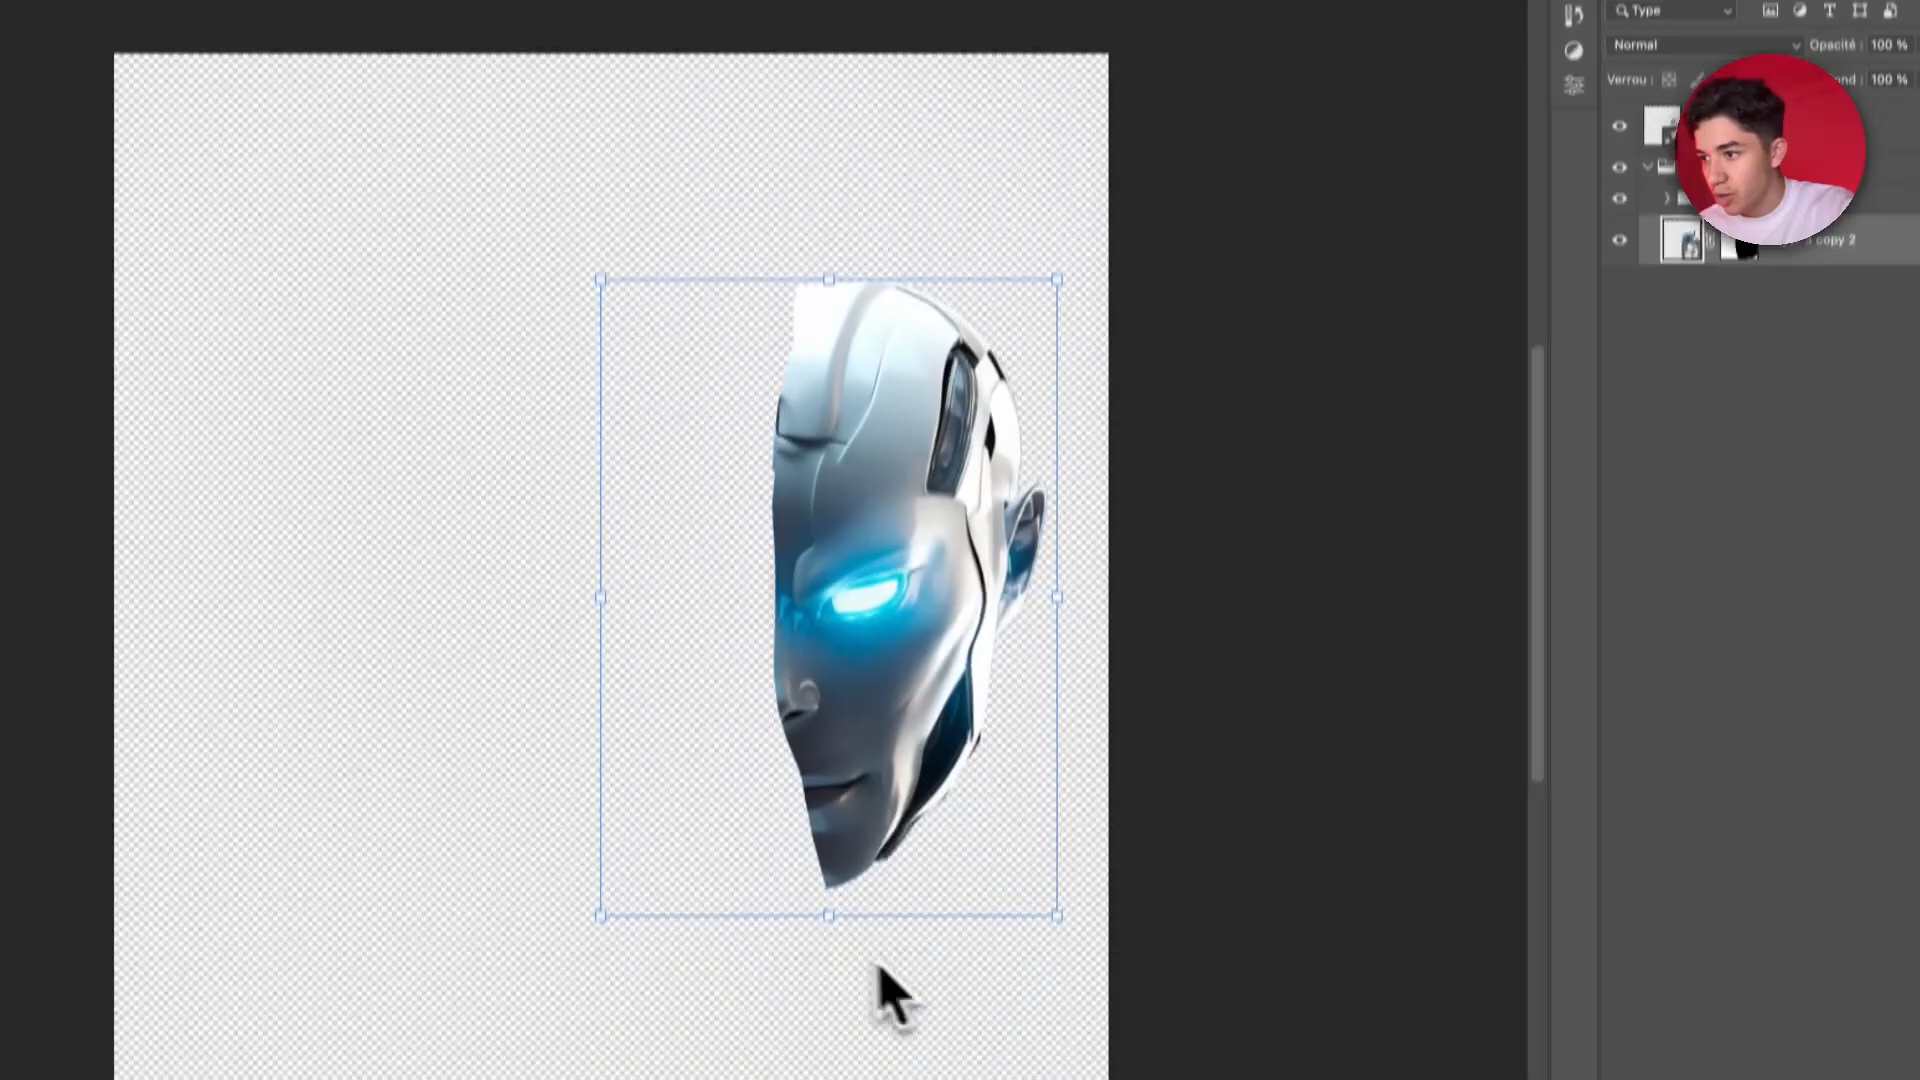 Type
Normal
Opacité : 100 %
Verrou :
ond : 100 %
copy 2